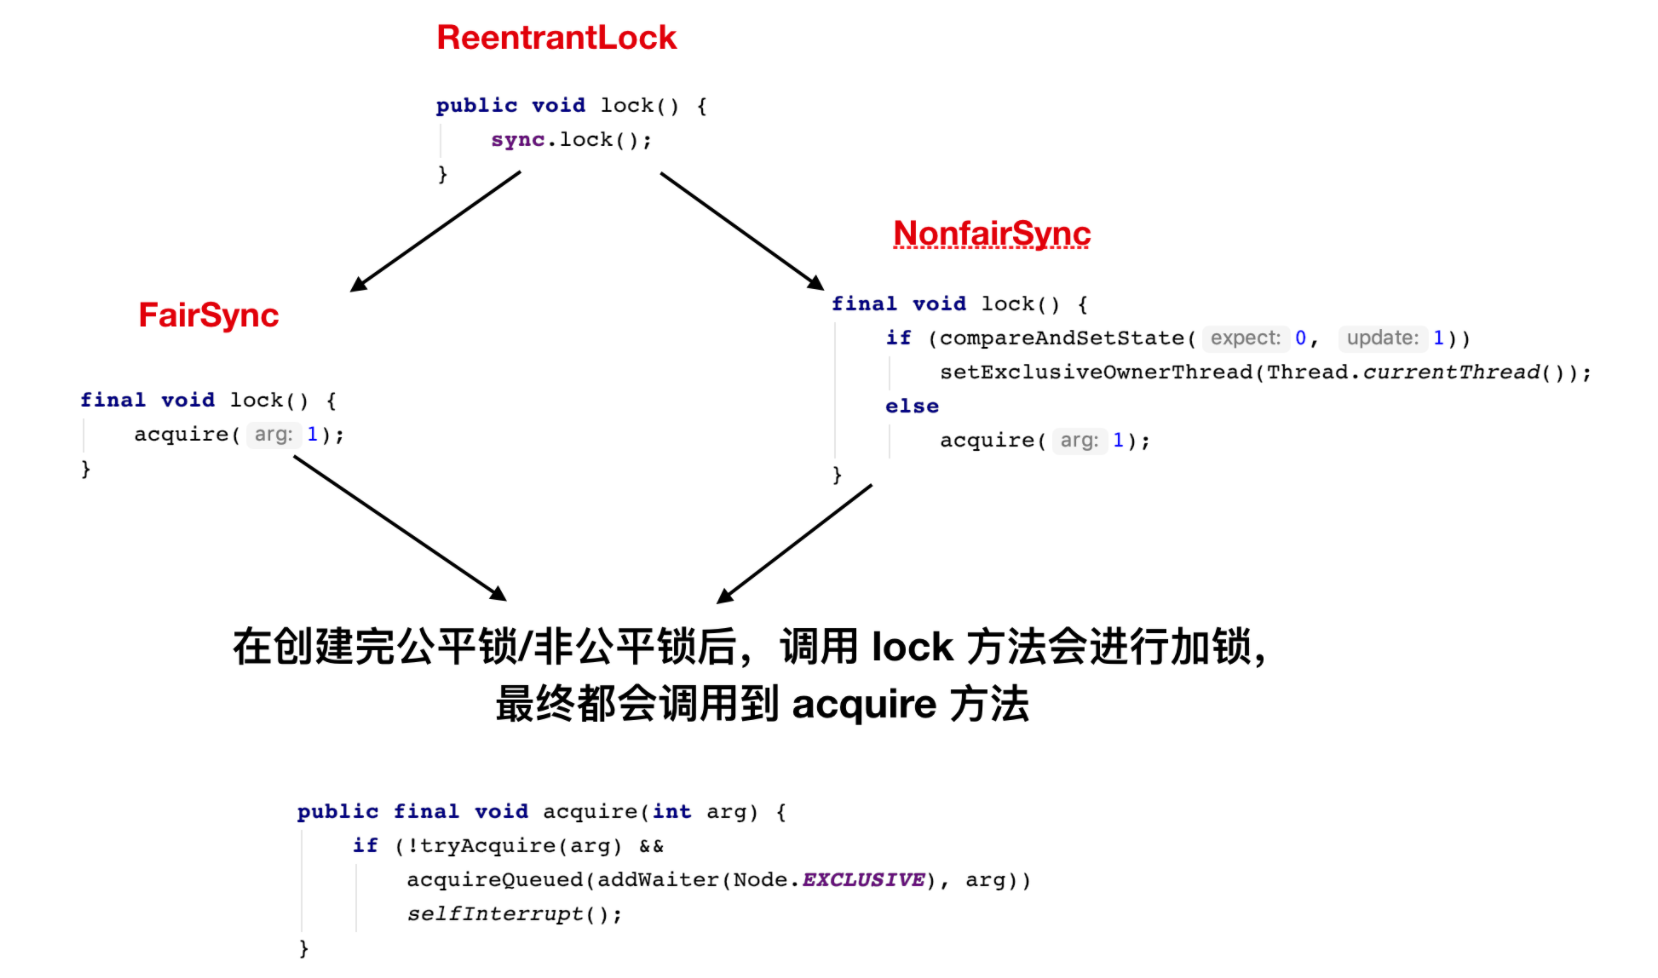 ReentrantLock
public void lock() {
sync.lock();
}
NonfairSync
final void lock() {
if (compareAndSetState( expect: 0, update: 1))
setExclusiveOwnerThread(Thread.currentThread());
else
acquire( arg: 1);
}
FairSync
final void lock() {
acquire( arg: 1);
}
在创建完公平锁/非公平锁后，调用 lock 方法会进行加锁，
最终都会调用到 acquire 方法
public final void acquire(int arg) {
if (!tryAcquire(arg) &&
acquireQueued(addWaiter(Node.EXCLUSIVE), arg))
selfInterrupt();
}